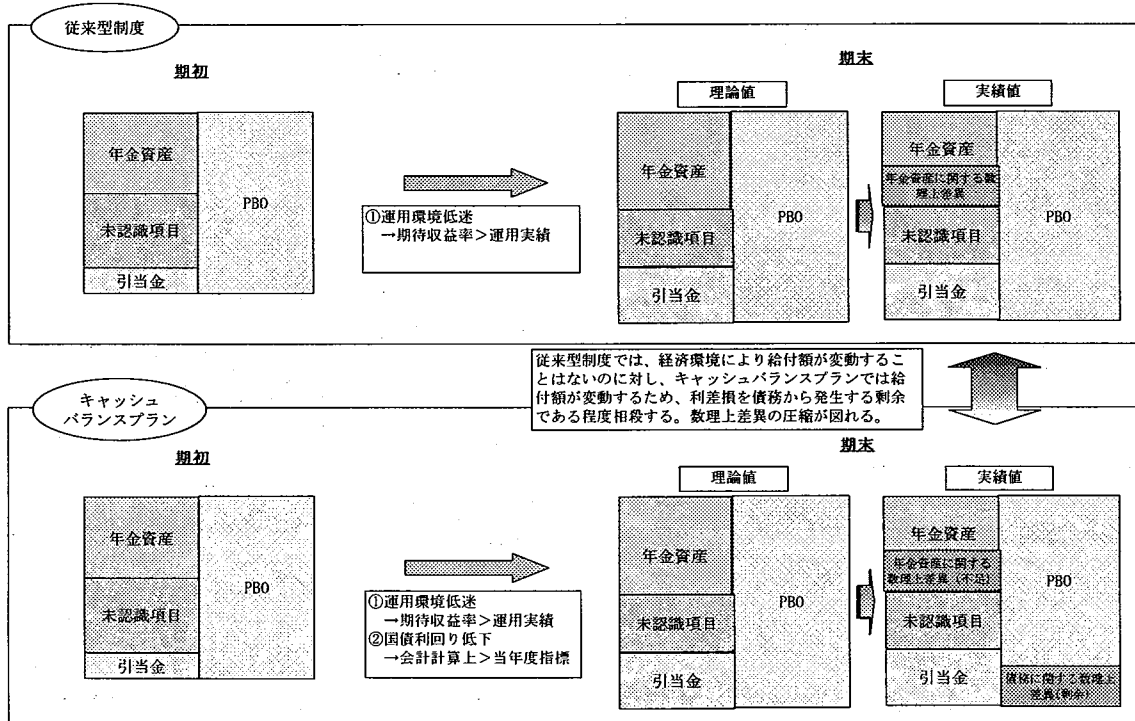 従来型制度
期初
年金資産
未認識項目
引当金
PBO
①運用環境低迷
→期待収益率＞運用実績
期末
理論値
年金資産
未認識項目
引当金
PBO
実績値
年金資産
年金資産に関する数
理上差異
未認識項目
引当金
PBO
従来型制度では、経済環境により給付額が変動するこ
とはないのに対し、キャッシュバランスプランでは給
付額が変動するため、利差損を債務から発生する剰余
である程度相殺する。数理上差異の圧縮が図れる。
キャッシュ
バランスプラン
期初
年金資産
未認識項目
引当金
PBO
①運用環境低迷
→期待収益率＞運用実績
②国債利回り低下
→会計計算上＞当年度指標
期末
理論値
年金資産
未認識項目
引当金
PBO
実績値
年金資産
年金資産に関する
数理上差異（不足）
未認識項目
引当金
PBO
債務に関する数理上
差異（剰余）